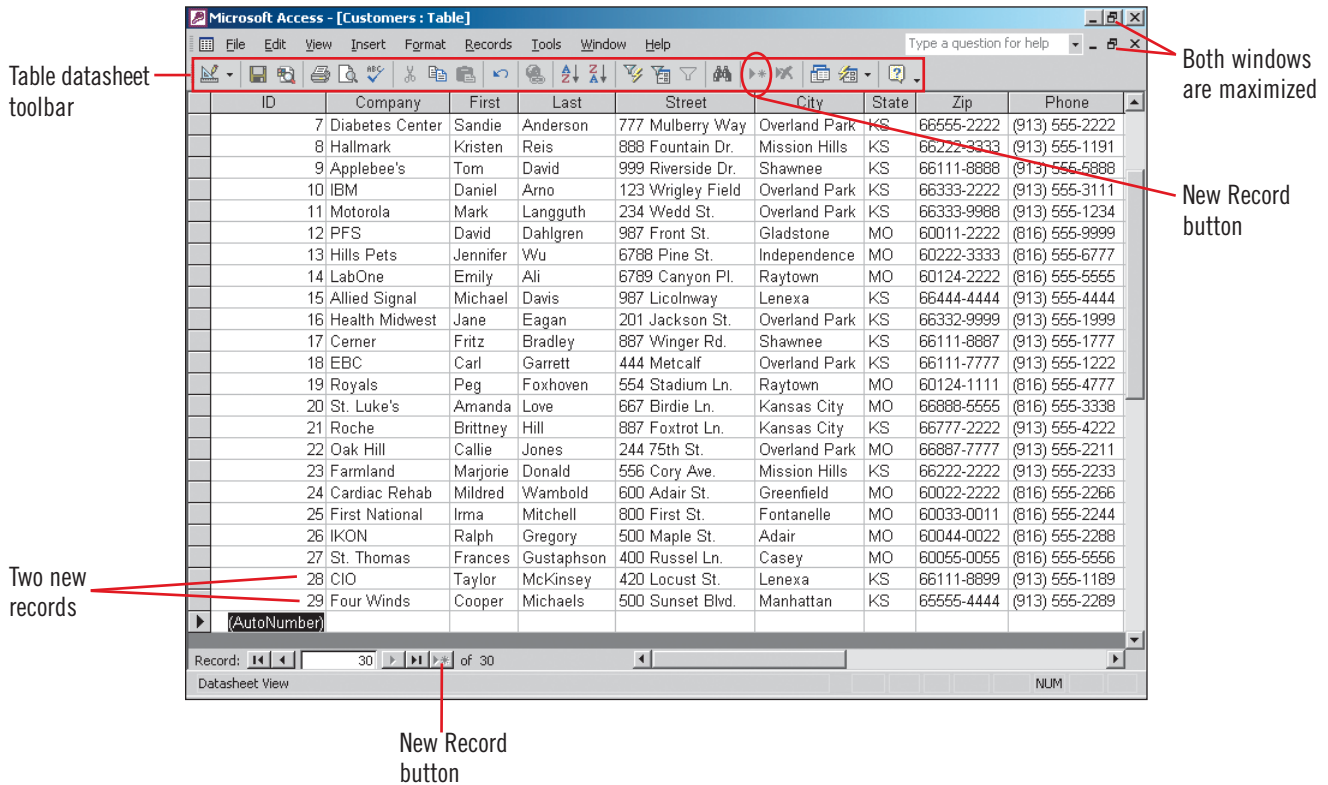 Microsoft Access - [Customers : Table]
File Edit View Insert Format Records Tools Window Help Type a question for help
Table datasheet
toolbar
Both windows
are maximized
ID Company First Last Street City State Zip Phone
7 Diabetes Center Sandie Anderson 777 Mulberry Way Overland Park KS 66555-2222 (913) 555-2222
8 Hallmark Kristen Reis 888 Fountain Dr. Mission Hills KS 66222-3333 (913) 555-1191
9 Applebee's Tom David 999 Riverside Dr. Shawnee KS 66111-8888 (913) 555-5888
10 IBM Daniel Arno 123 Wrigley Field Overland Park KS 66333-2222 (913) 555-3111
11 Motorola Mark Langguth 234 Wedd St. Overland Park KS 66333-9988 (913) 555-1234
12 PFS David Dahlgren 987 Front St. Gladstone MO 60011-2222 (816) 555-9999
13 Hills Pets Jennifer Wu 6788 Pine St. Independence MO 60222-3333 (816) 555-6777
14 LabOne Emily Ali 6789 Canyon Pl. Raytown MO 60124-2222 (816) 555-5555
15 Allied Signal Michael Davis 987 Licolnway Lenexa KS 66444-4444 (913) 555-4444
16 Health Midwest Jane Eagan 201 Jackson St. Overland Park KS 66332-9999 (913) 555-1999
17 Cerner Fritz Bradley 887 Winger Rd. Shawnee KS 66111-8887 (913) 555-1777
18 EBC Carl Garrett 444 Metcalf Overland Park KS 66111-7777 (913) 555-1222
19 Royals Peg Foxhoven 554 Stadium Ln. Raytown MO 60124-1111 (816) 555-4777
20 St. Luke's Amanda Love 667 Birdie Ln. Kansas City MO 66888-5555 (816) 555-3338
21 Roche Brittney Hill 887 Foxtrot Ln. Kansas City MO 66777-2222 (913) 555-4222
22 Oak Hill Callie Jones 244 75th St. Overland Park MO 66887-7777 (913) 555-2211
23 Farmland Marjorie Donald 556 Cory Ave. Mission Hills KS 66222-2222 (913) 555-2233
24 Cardiac Rehab Mildred Wambold 600 Adair St. Greenfield MO 60022-2222 (816) 555-2266
25 First National Irma Mitchell 800 First St. Fontanelle MO 60033-0011 (816) 555-2244
26 IKON Ralph Gregory 500 Maple St. Adair MO 60044-0022 (816) 555-2288
27 St. Thomas Frances Gustaphson 400 Russel Ln. Casey MO 60055-0055 (816) 555-5556
28 CIO Taylor McKinsey 420 Locust St. Lenexa KS 66111-8899 (913) 555-1189
29 Four Winds Cooper Michaels 500 Sunset Blvd. Manhattan KS 65555-4444 (913) 555-2289
(AutoNumber)
New Record
button
Two new
records
Record: 30 of 30
Datasheet View NUM
New Record
button